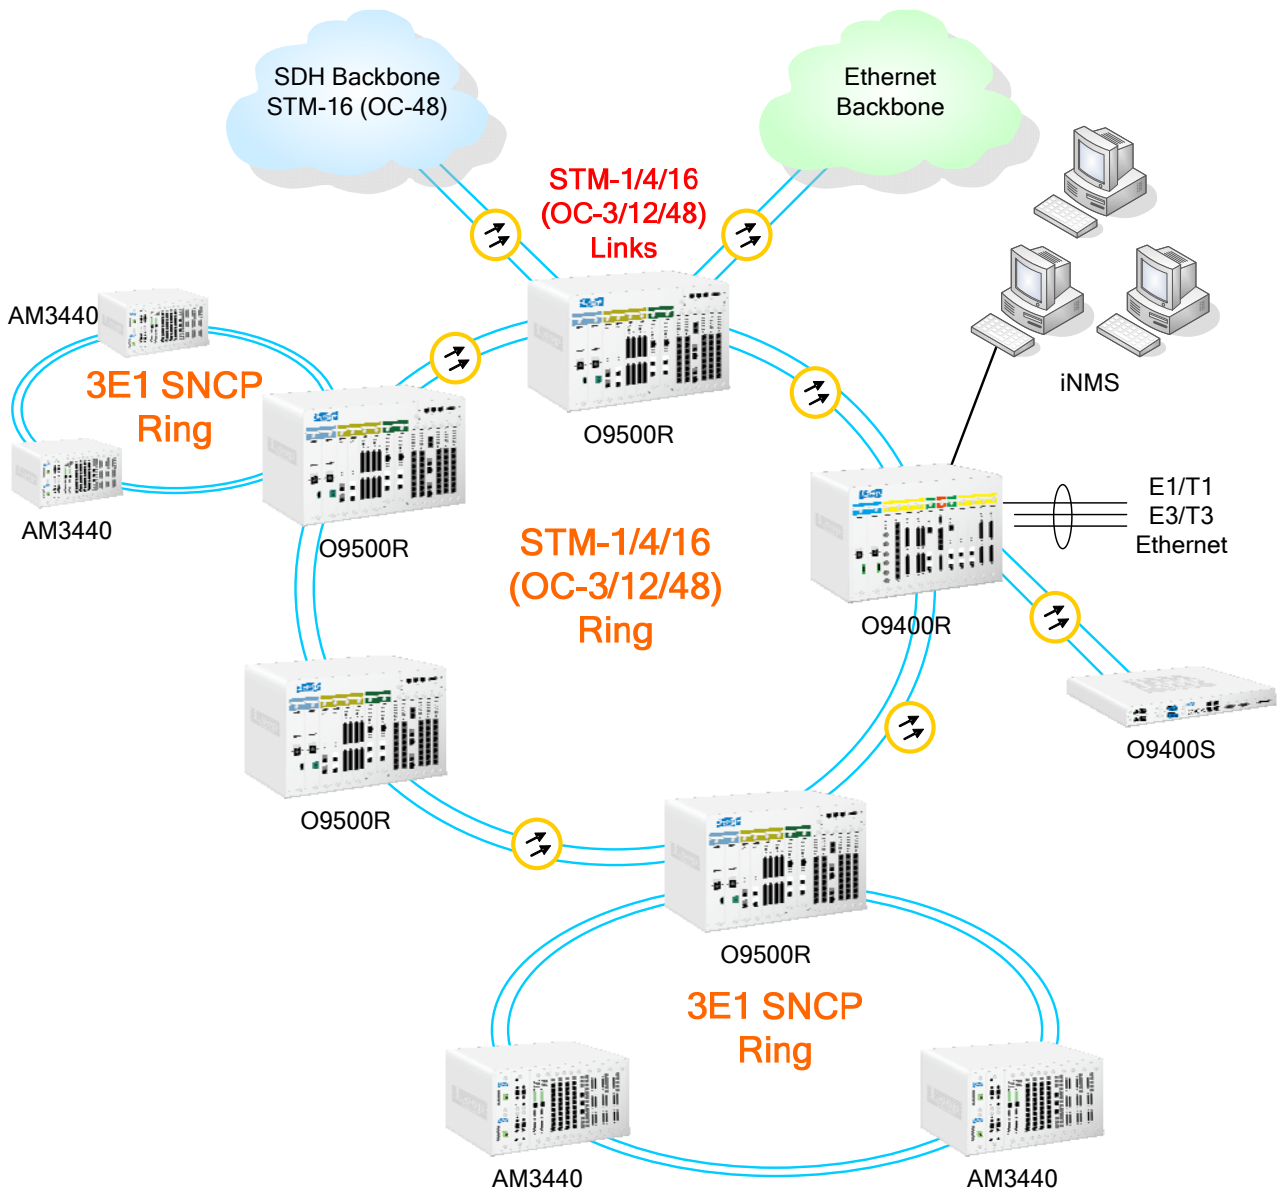 SDH Backbone
STM-16 (OC-48)
Ethernet
Backbone
STM-1/4/16
(OC-3/12/48)
Links
AM3440
3E1 SNCP
Ring
AM3440
O9500R
O9500R
iNMS
E1/T1
E3/T3
Ethernet
STM-1/4/16
(OC-3/12/48)
Ring
O9400R
O9400S
O9500R
O9500R
3E1 SNCP
Ring
AM3440
AM3440